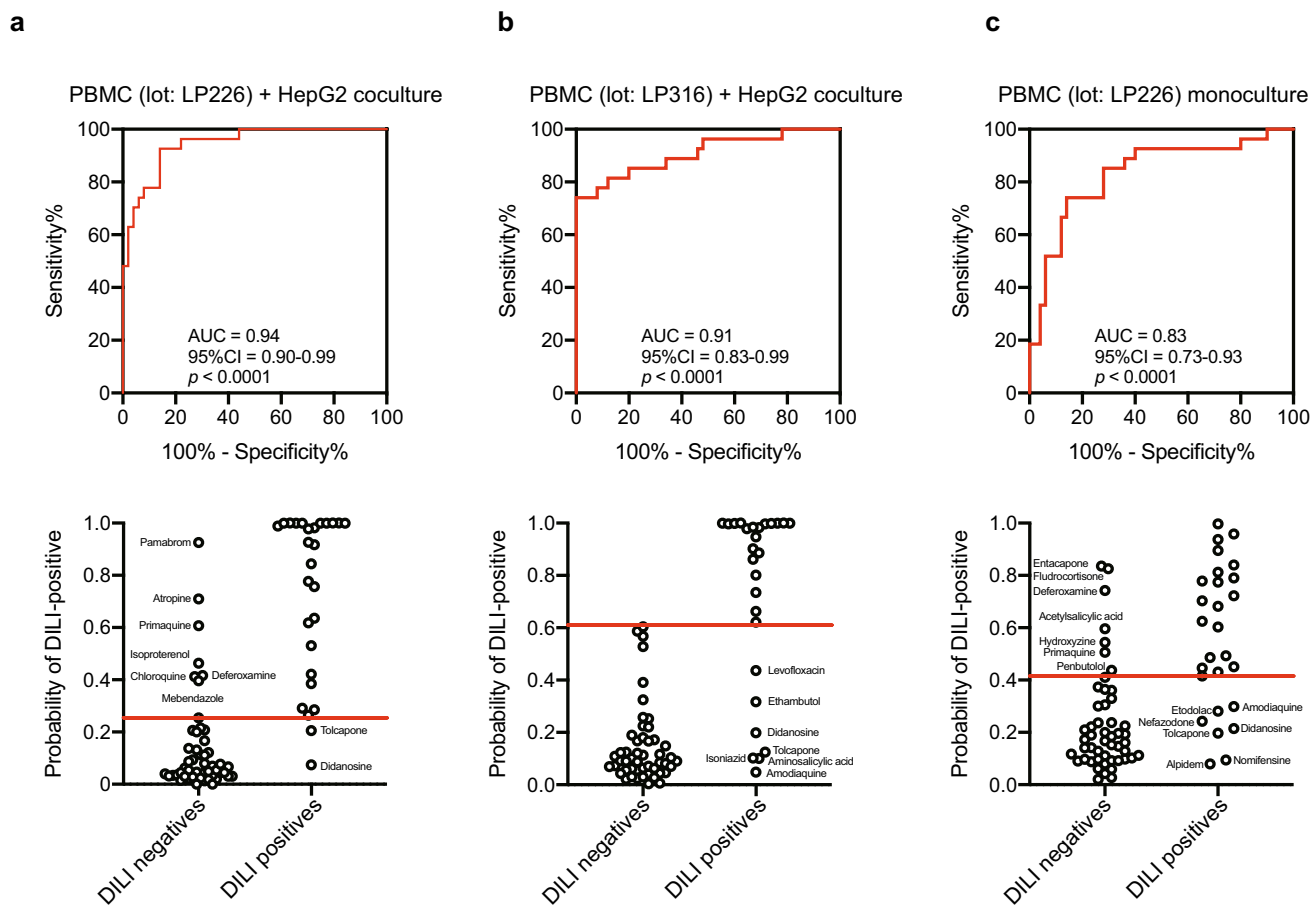 a
b
c
PBMC (lot: LP226) + HepG2 coculture
PBMC (lot: LP316) + HepG2 coculture
PBMC (lot: LP226) monoculture
Sensitivity%
100
80
60
40
20
0
AUC = 0.94
95%CI = 0.90-0.99
p < 0.0001
0 20 40 60 80 100
100% - Specificity%
Sensitivity%
100
80
60
40
20
0
AUC = 0.91
95%CI = 0.83-0.99
p < 0.0001
0 20 40 60 80 100
100% - Specificity%
Sensitivity%
100
80
60
40
20
0
AUC = 0.83
95%CI = 0.73-0.93
p < 0.0001
0 20 40 60 80 100
100% - Specificity%
Probability of DILI-positive
1.0
0.8
0.6
0.4
0.2
0
Pamabrom
Atropine
Primaquine
Isoproterenol
Chloroquine
Deferoxamine
Mebendazole
Tolcapone
Didanosine
DILI negatives
DILI positives
Probability of DILI-positive
1.0
0.8
0.6
0.4
0.2
0.0
Levofloxacin
Ethambutol
Didanosine
Tolcapone
Isoniazid
Aminosalicylic acid
Amodiaquine
DILI negatives
DILI positives
Probability of DILI-positive
1.0
0.8
0.6
0.4
0.2
0.0
Entacapone
Fludrocortisone
Deferoxamine
Acetylsalicylic acid
Hydroxyzine
Primaquine
Penbutolol
Etodolac
Amodiaquine
Nefazodone
Didanosine
Tolcapone
Alpidem
Nomifensine
DILI negatives
DILI positives